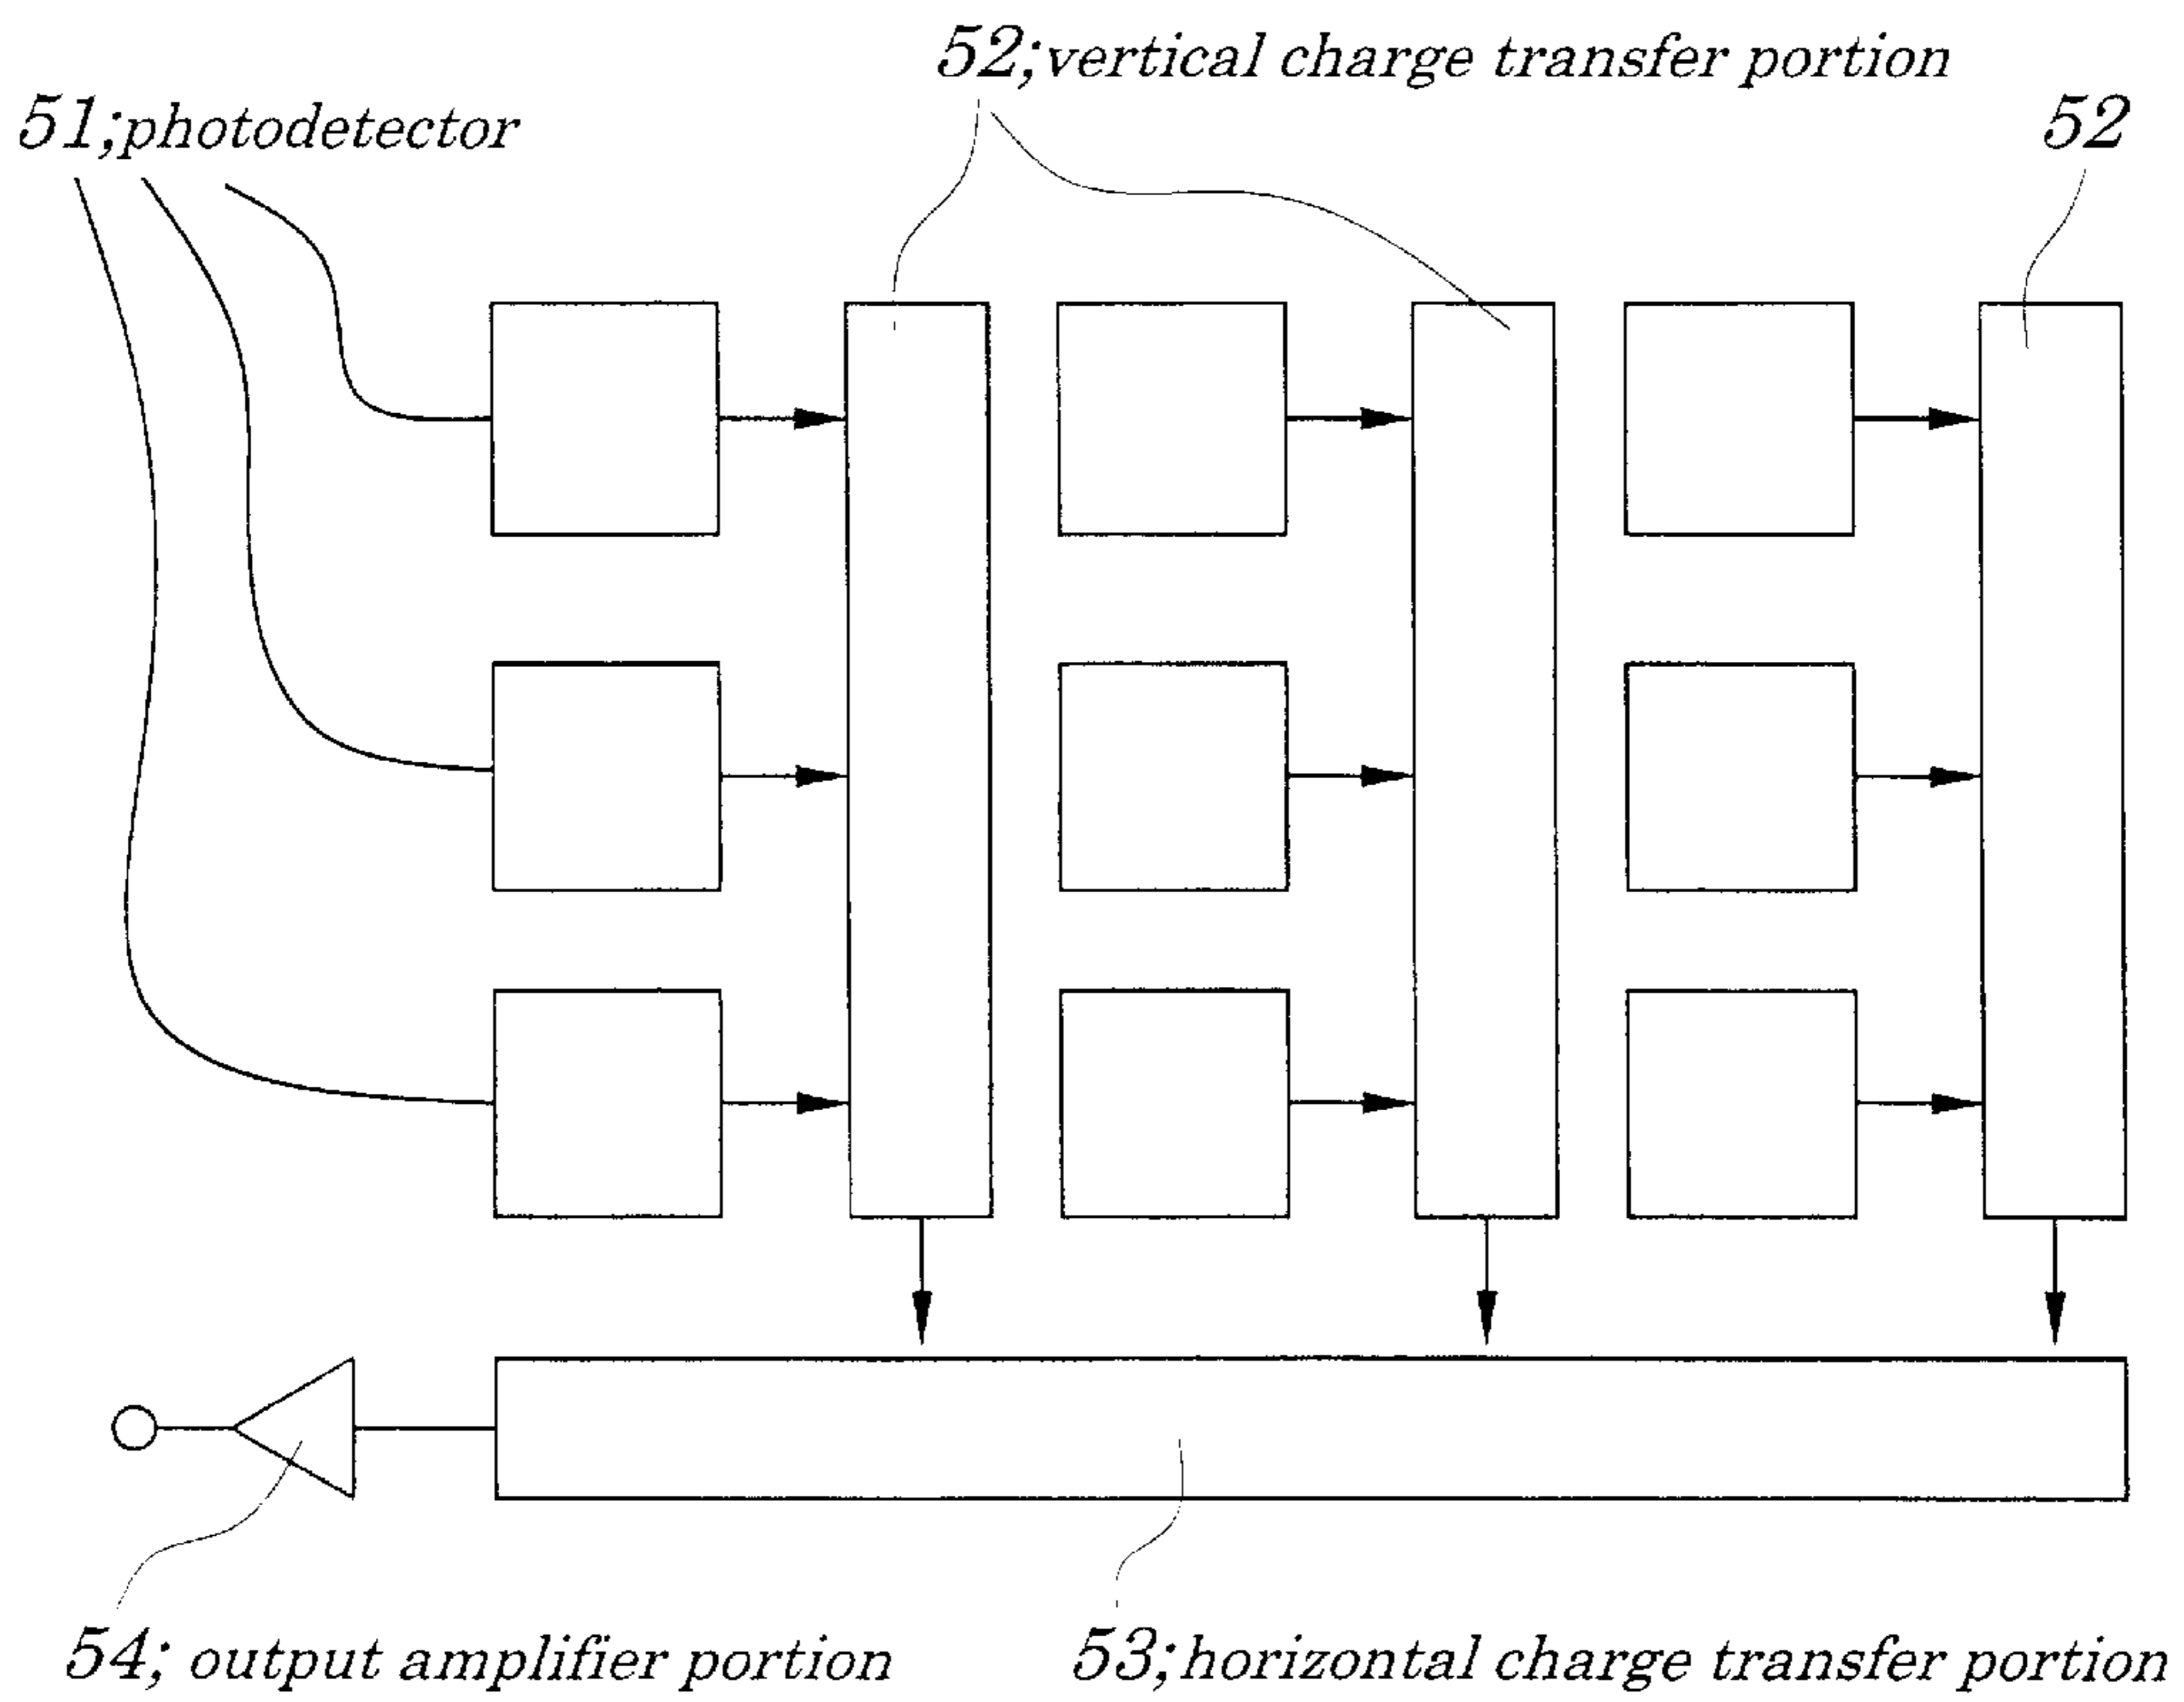 52;vertical charge transfer portion
51;photodetector
52
54; output amplifier portion
53;horizontal charge transfer portion